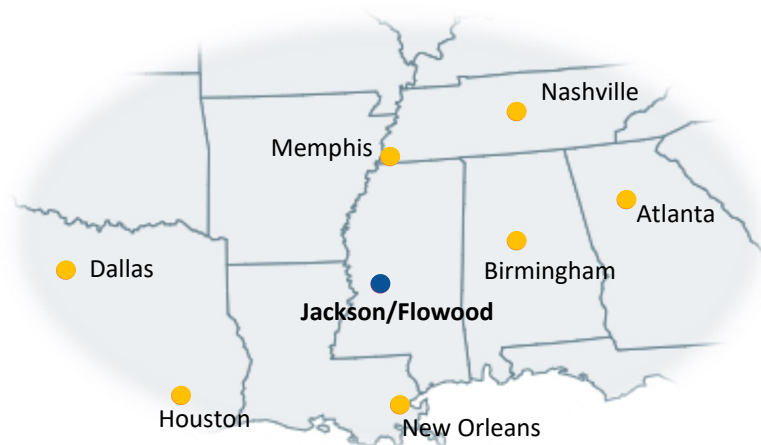 Nashville
Memphis
Atlanta
Dallas
Birmingham
Jackson/Flowood
Houston
New Orleans